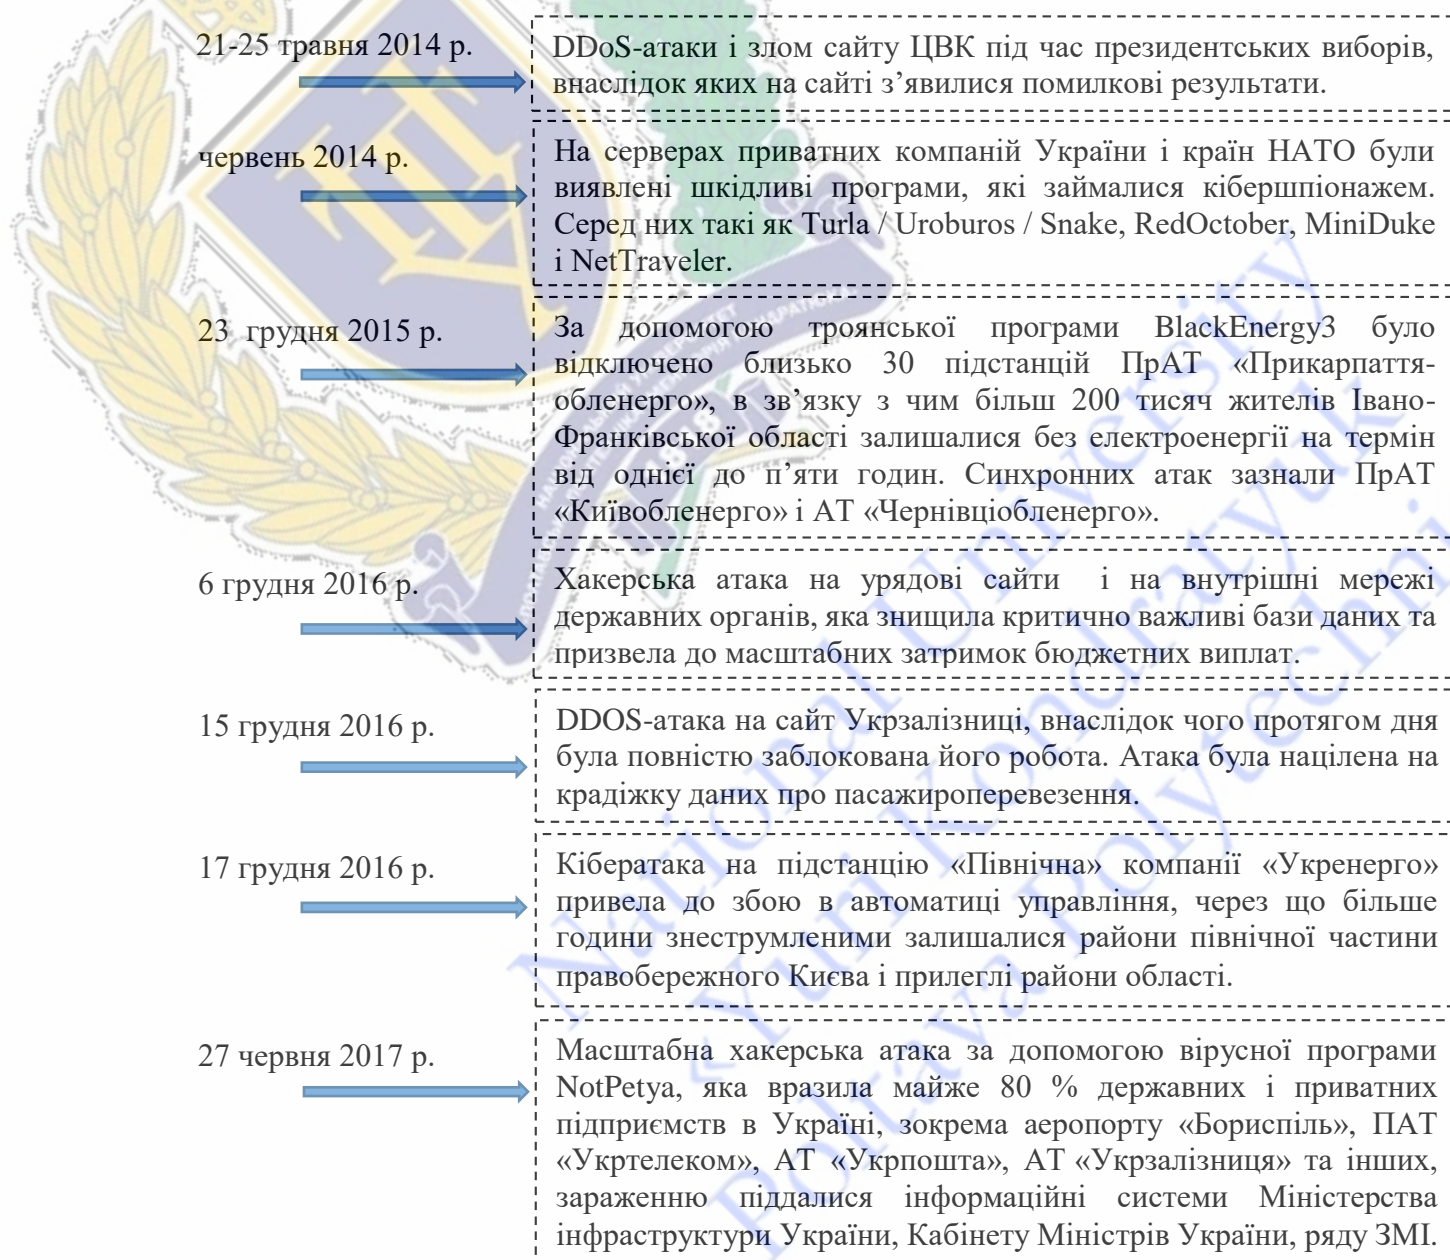 21-25 травня 2014 р.
DDoS-атаки і злом сайту ЦВК під час президентських виборів,
внаслідок яких на сайті з’явилися помилкові результати.
червень 2014 р.
На серверах приватних компаній України і країн НАТО були
виявлені шкідливі програми, які займалися кібершпіонажем.
Серед них такі як Turla / Uroburos / Snake, RedOctober, MiniDuke
і NetTraveler.
23 грудня 2015 р.
За допомогою троянської програми BlackEnergy3 було
відключено близько 30 підстанцій ПрАТ «Прикарпаття-
обленерго», в зв’язку з чим більш 200 тисяч жителів Івано-
Франківської області залишалися без електроенергії на термін
від однієї до п’яти годин. Синхронних атак зазнали ПрАТ
«Київобленерго» і АТ «Чернівціобленерго».
6 грудня 2016 р.
Хакерська атака на урядові сайти і на внутрішні мережі
державних органів, яка знищила критично важливі бази даних та
призвела до масштабних затримок бюджетних виплат.
15 грудня 2016 р.
DDOS-атака на сайт Укрзалізниці, внаслідок чого протягом дня
була повністю заблокована його робота. Атака була націлена на
крадіжку даних про пасажироперевезення.
17 грудня 2016 р.
Кібератака на підстанцію «Північна» компанії «Укренерго»
привела до збою в автоматиці управління, через що більше
години знеструмленими залишалися райони північної частини
правобережного Києва і прилеглі райони області.
27 червня 2017 р.
Масштабна хакерська атака за допомогою вірусної програми
NotPetya, яка вразила майже 80 % державних і приватних
підприємств в Україні, зокрема аеропорту «Бориспіль», ПАТ
«Укртелеком», АТ «Укрпошта», АТ «Укрзалізниця» та інших,
зараженню піддалися інформаційні системи Міністерства
інфраструктури України, Кабінету Міністрів України, ряду ЗМІ.
National University
«Yuri Kondratyuk
Poltava